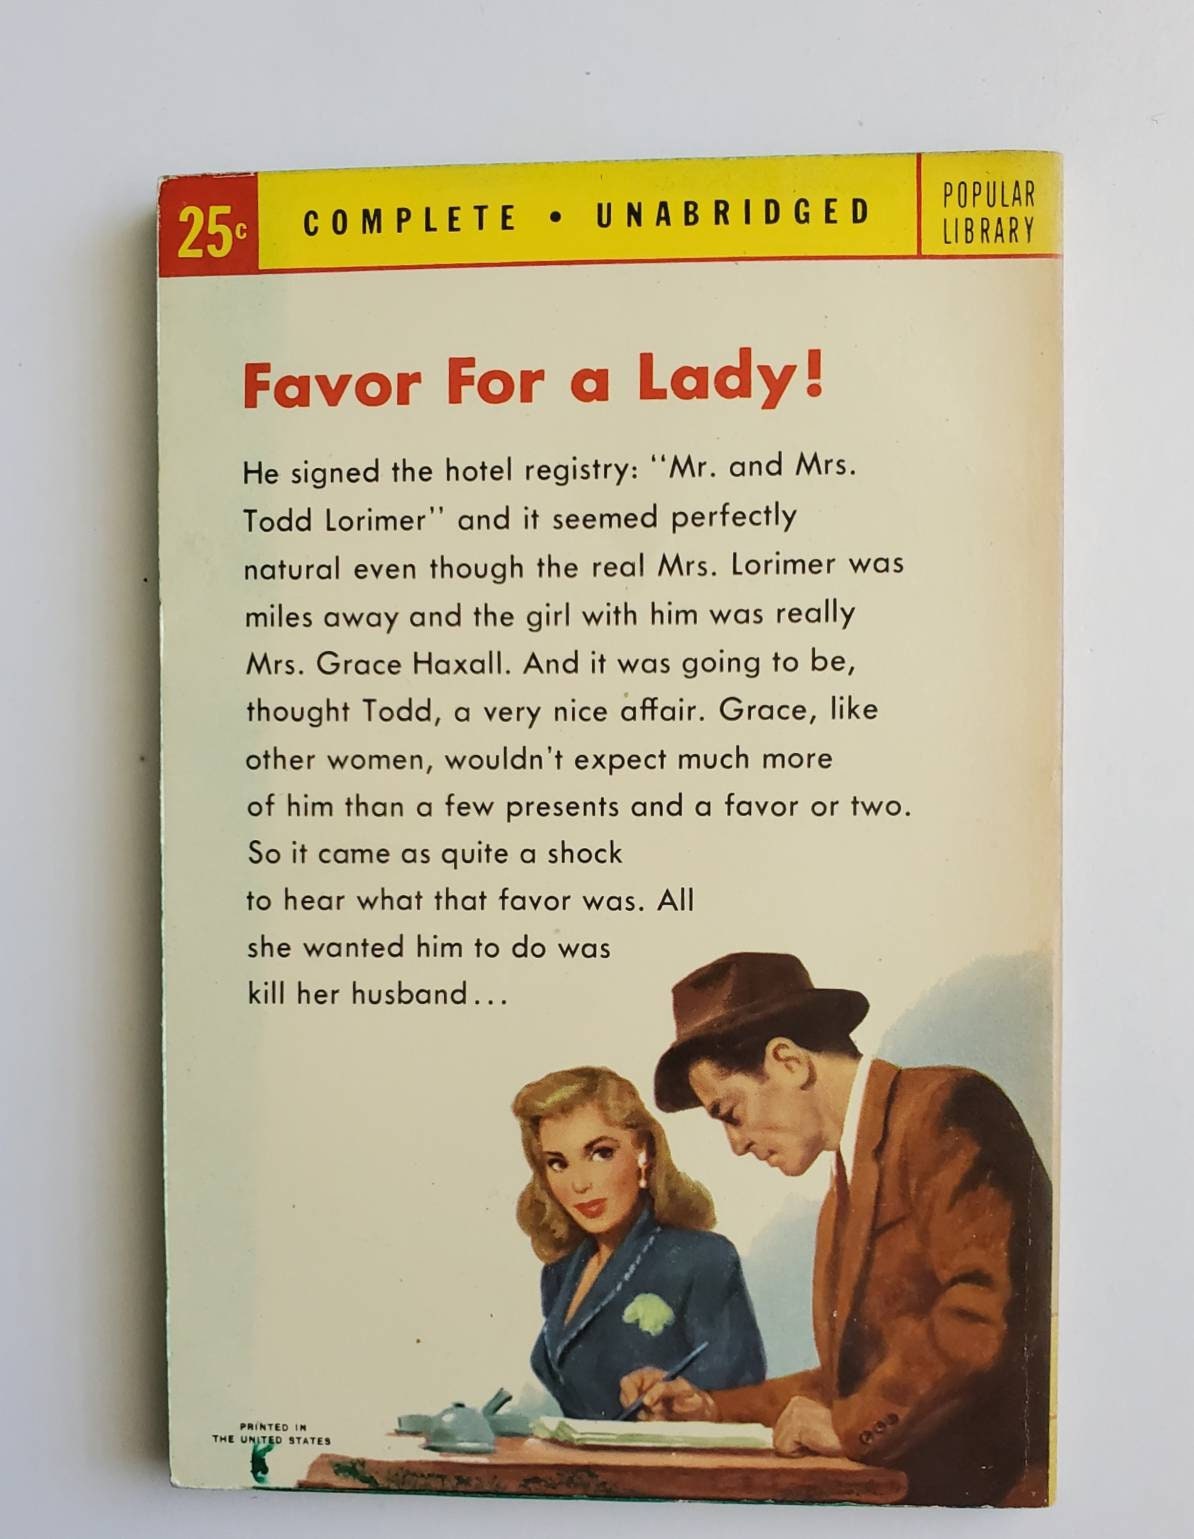 25c
COMPLETE • UNABRIDGED
POPULAR
LIBRARY
Favor For a Lady!
He signed the hotel registry: "Mr. and Mrs.
Todd Lorimer" and it seemed perfectly
natural even though the real Mrs. Lorimer was
miles away and the girl with him was really
Mrs. Grace Haxall. And it was going to be,
thought Todd, a very nice affair. Grace, like
other women, wouldn't expect much more
of him than a few presents and a favor or two.
So it came as quite a shock
to hear what that favor was. All
she wanted him to do was
kill her husband...
PRINTED IN
THE UNITED STATES